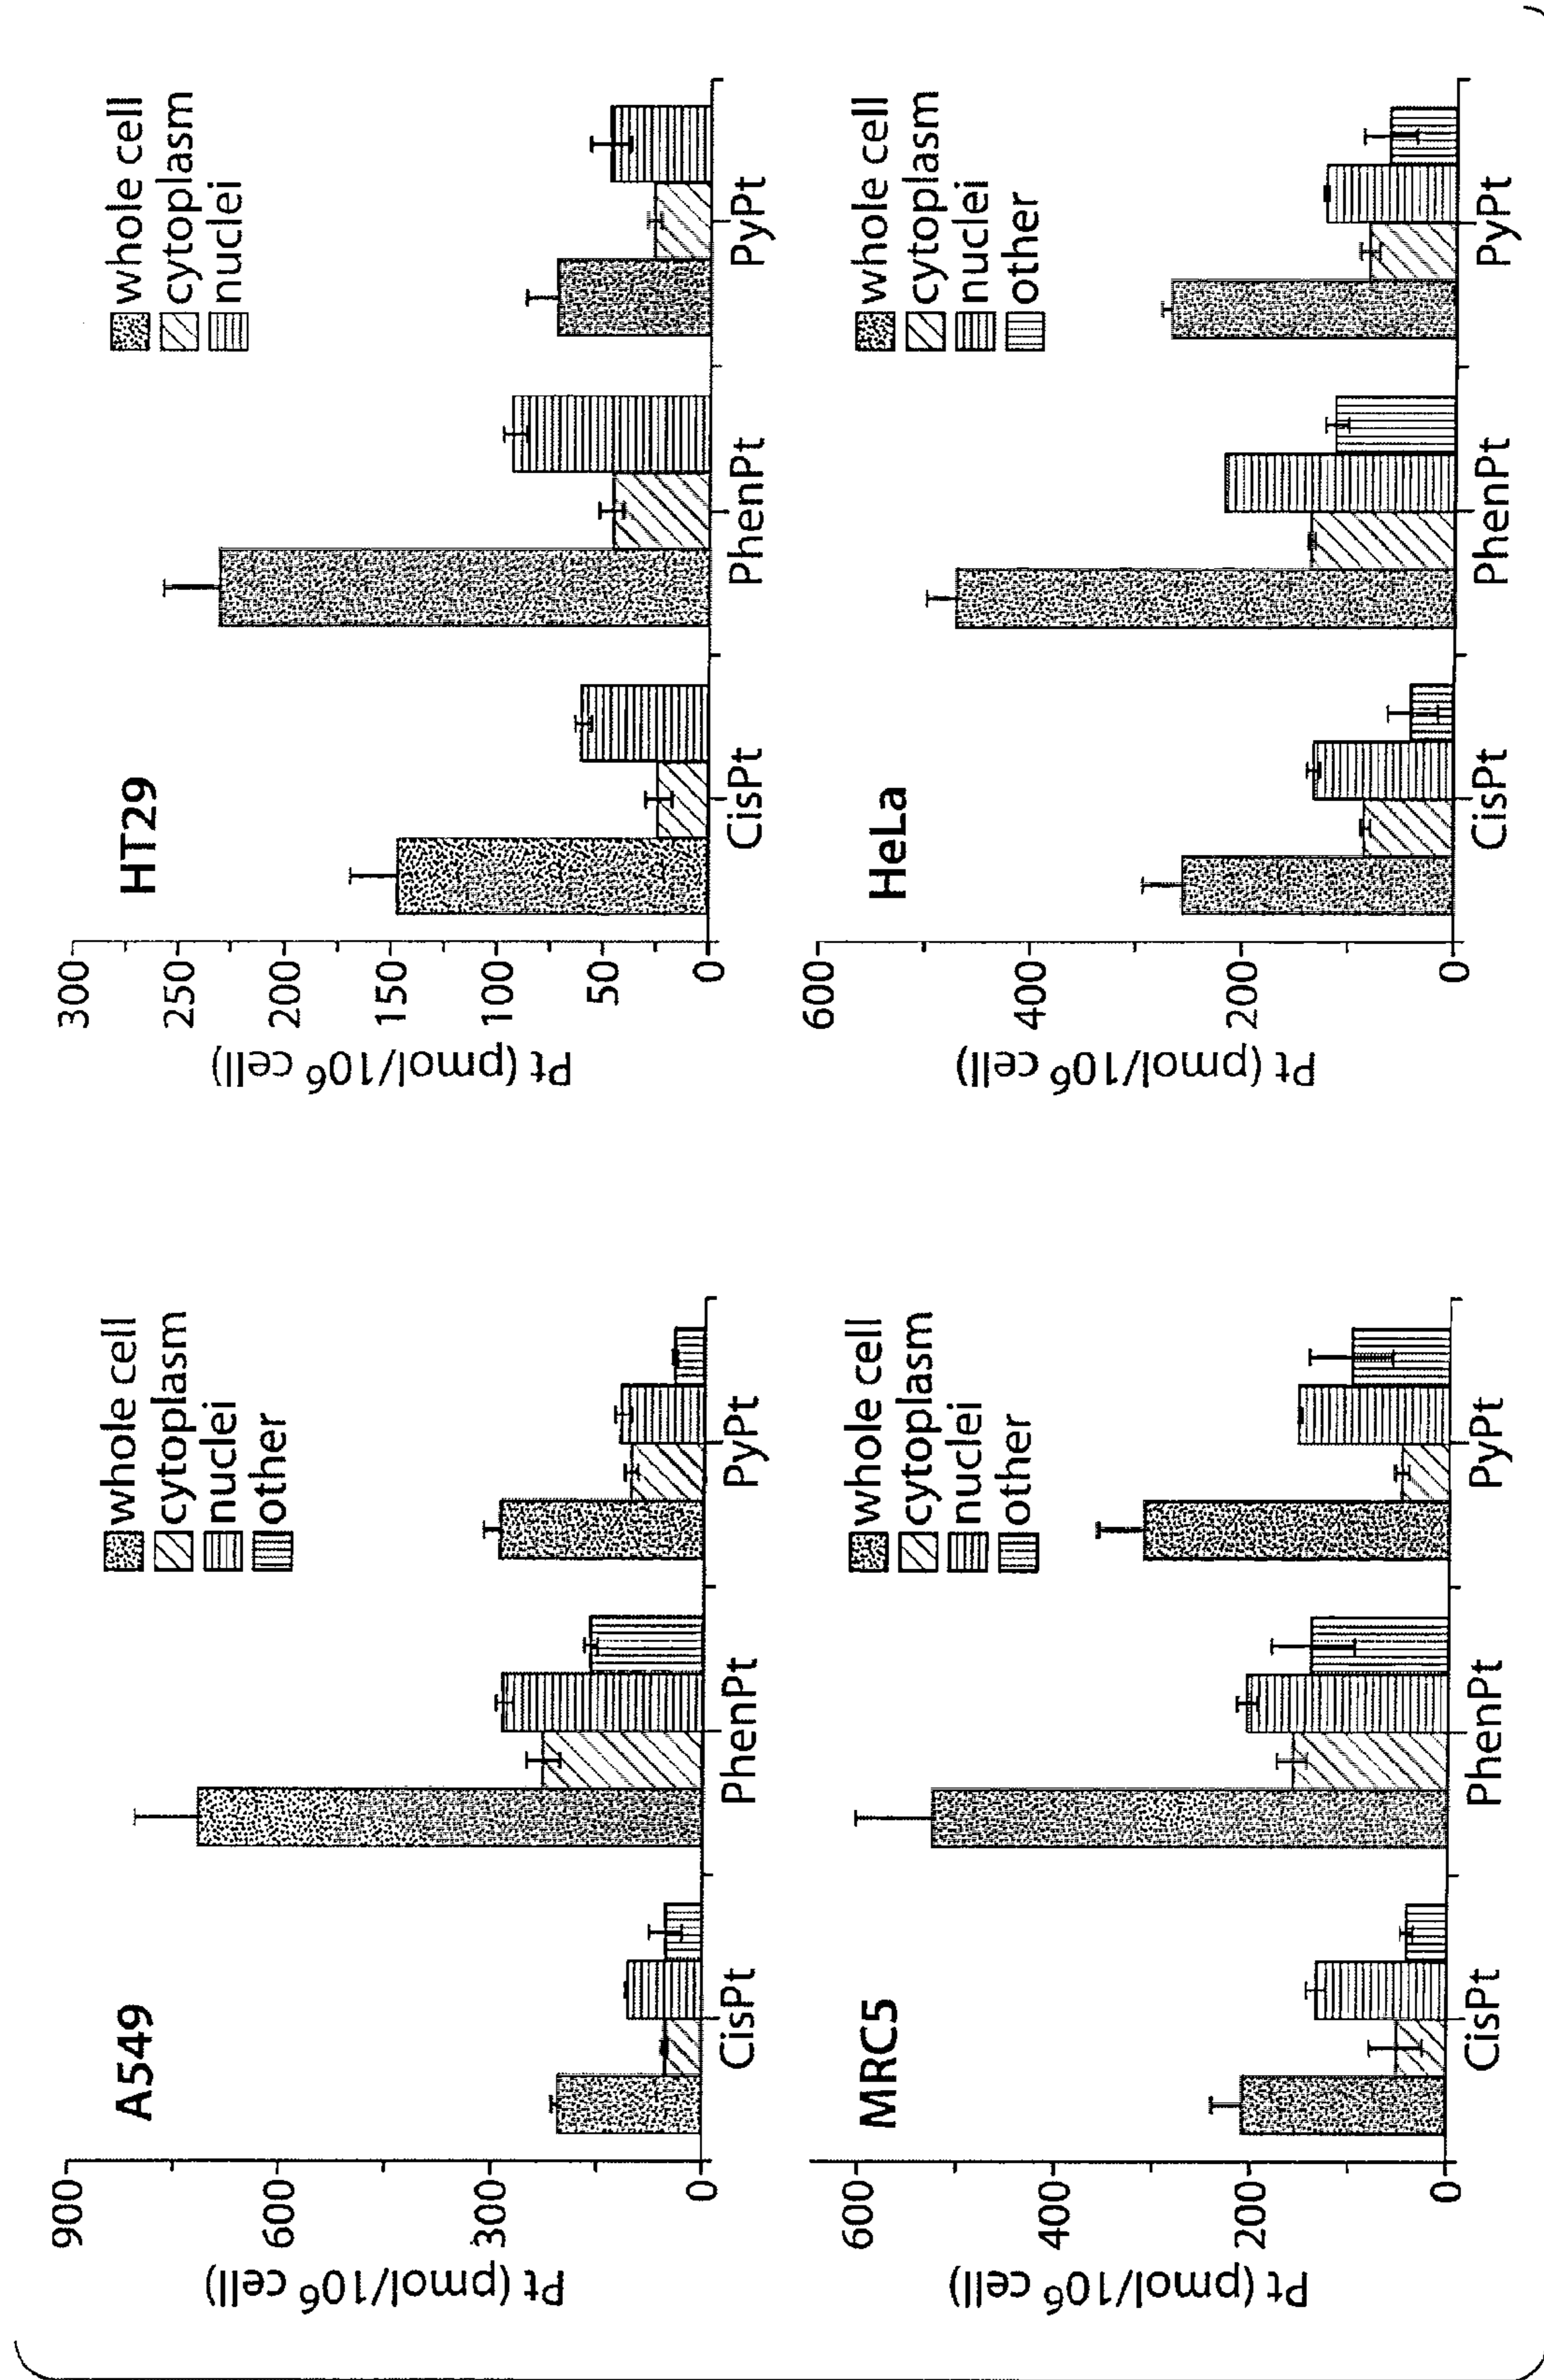 A549
Pt (pmol/10⁶ cell)
900
600
300
0
whole cell
cytoplasm
nuclei
other
CisPt
PhenPt
PyPt
HT29
Pt (pmol/10⁶ cell)
300
250
200
150
100
50
0
whole cell
cytoplasm
nuclei
CisPt
PhenPt
PyPt
MRC5
Pt (pmol/10⁶ cell)
600
400
200
0
whole cell
cytoplasm
nuclei
other
CisPt
PhenPt
PyPt
HeLa
Pt (pmol/10⁶ cell)
600
400
200
0
whole cell
cytoplasm
nuclei
other
CisPt
PhenPt
PyPt